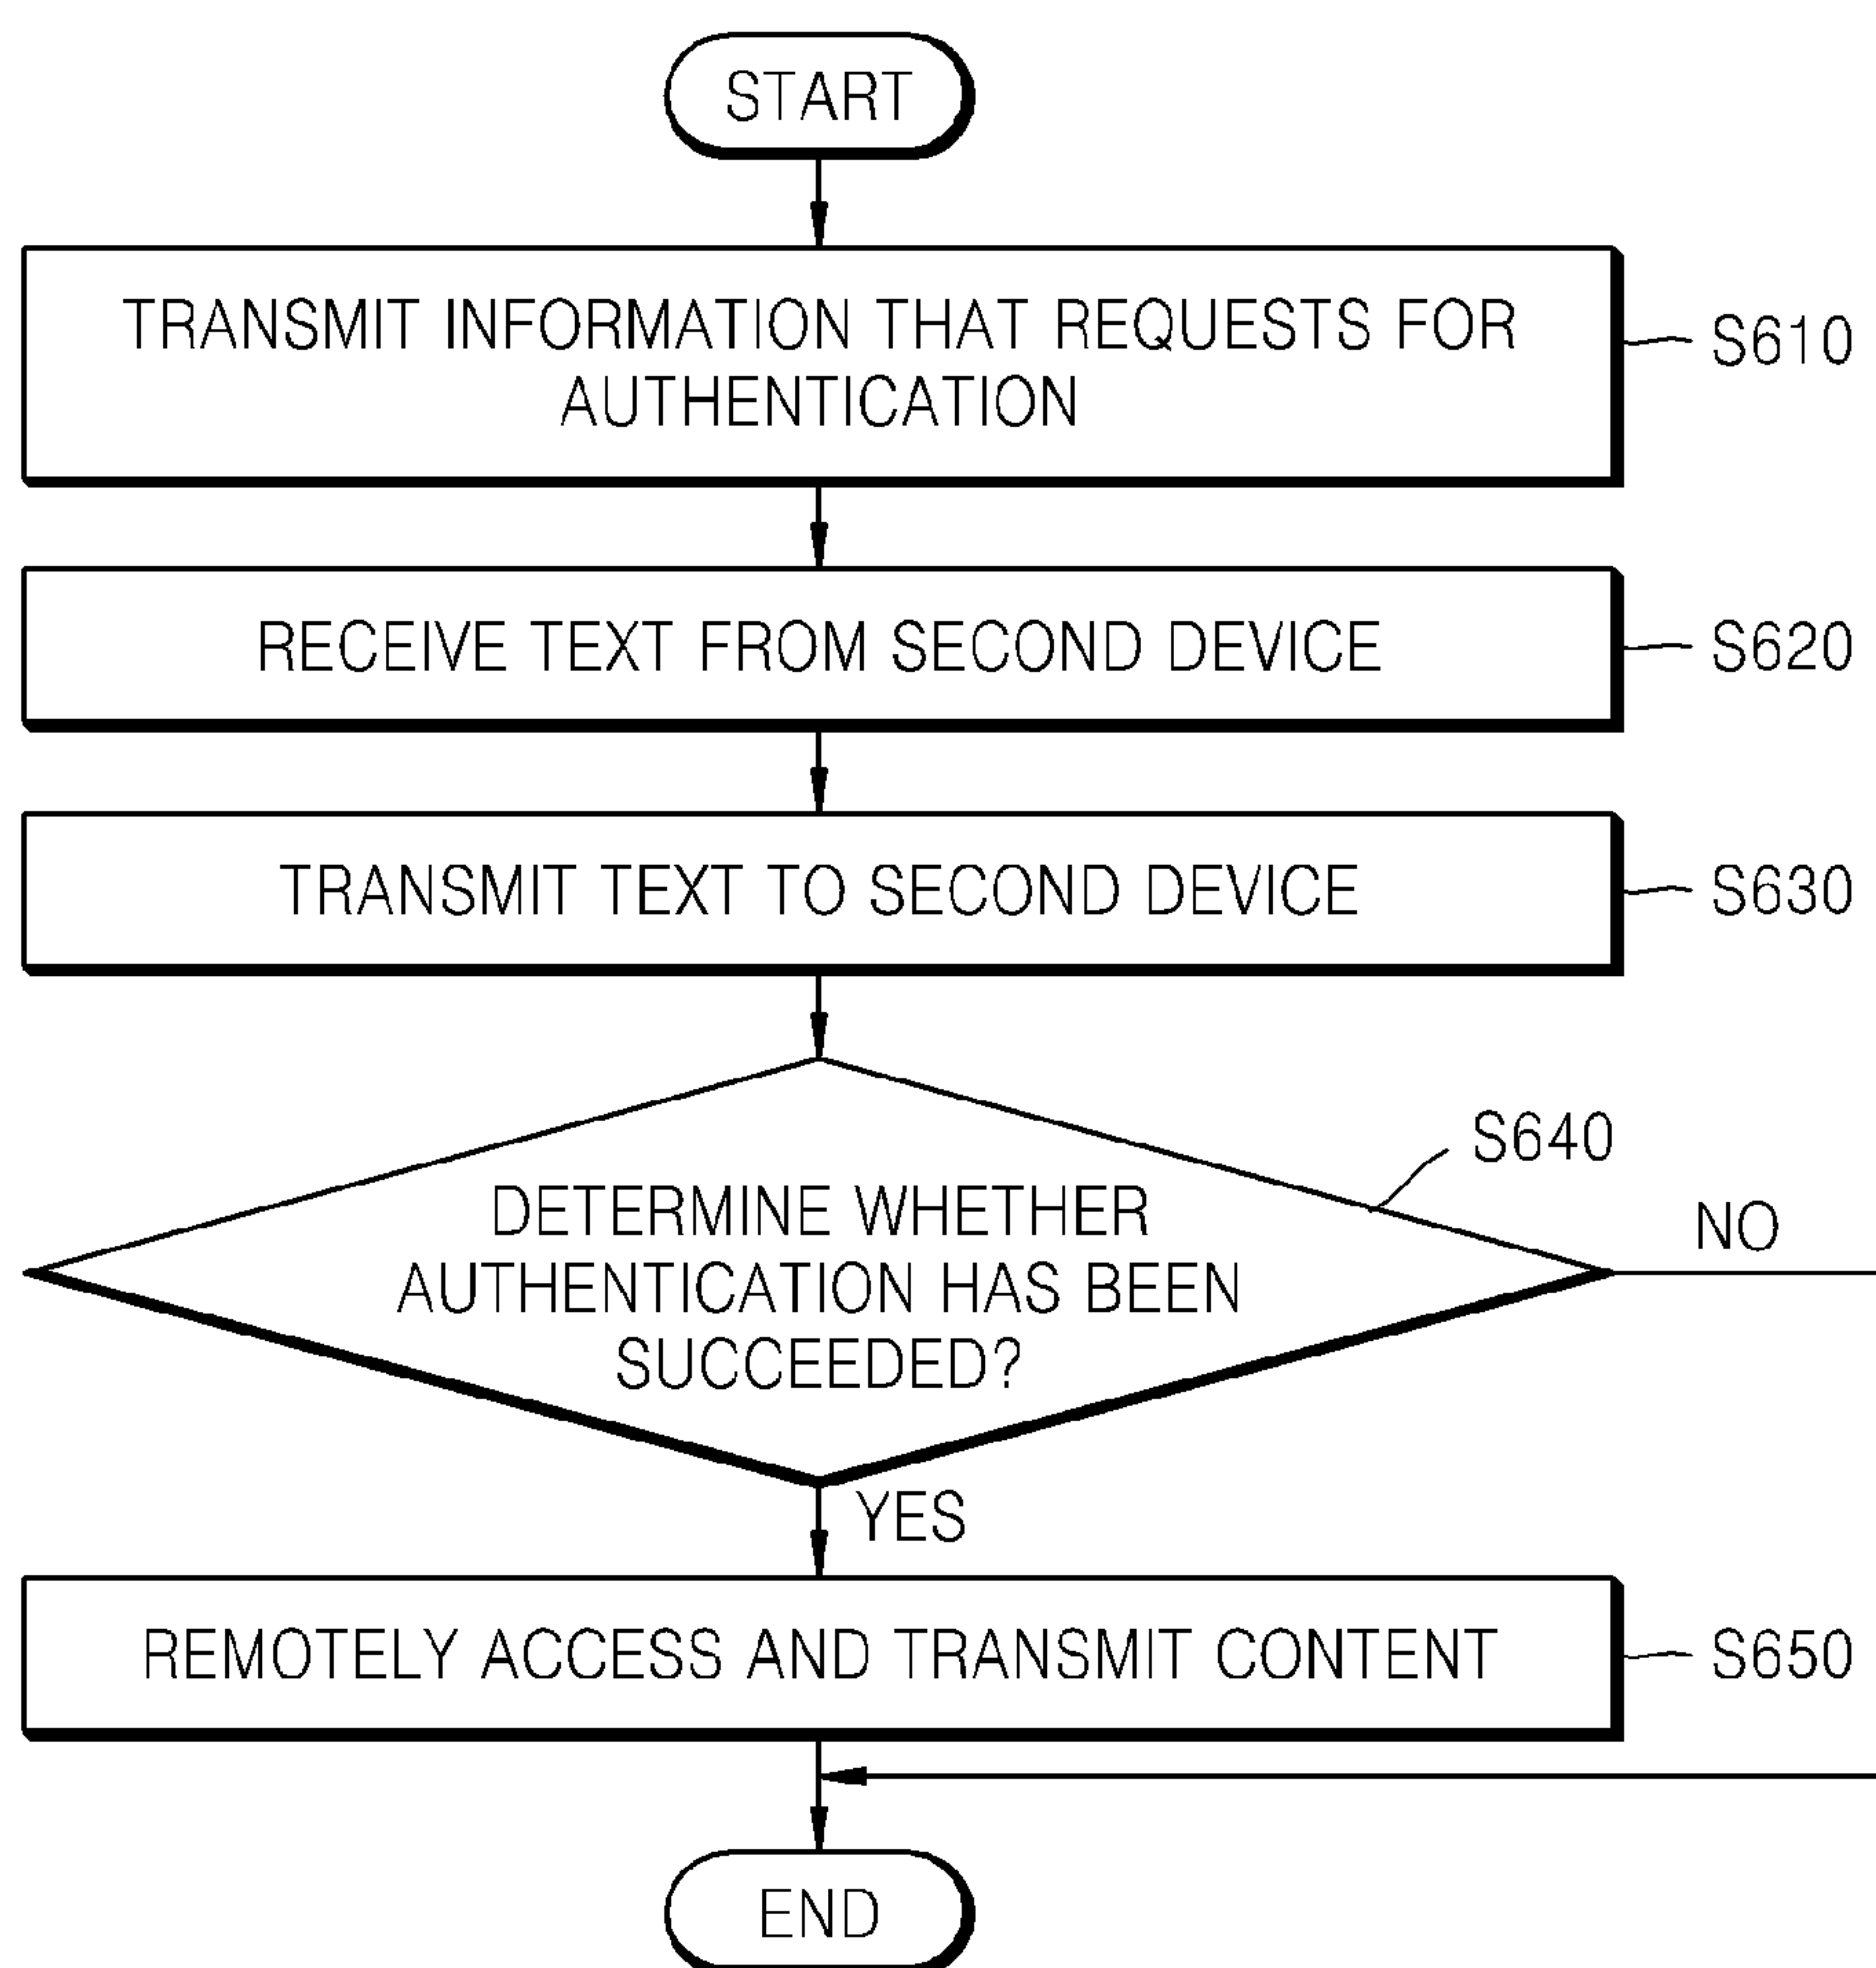 START
TRANSMIT INFORMATION THAT REQUESTS FOR
AUTHENTICATION
S610
RECEIVE TEXT FROM SECOND DEVICE
S620
TRANSMIT TEXT TO SECOND DEVICE
S630
S640
DETERMINE WHETHER
AUTHENTICATION HAS BEEN
SUCCEEDED?
NO
YES
REMOTELY ACCESS AND TRANSMIT CONTENT
S650
END